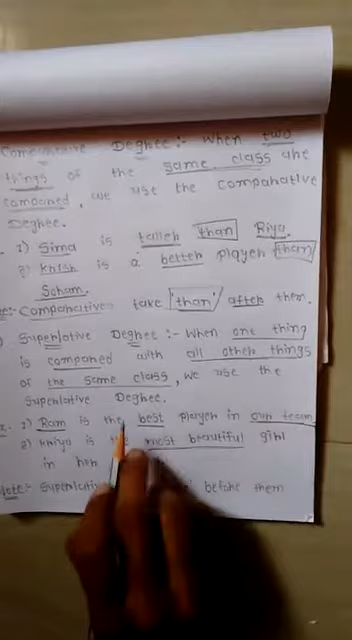 Comparative Degree :- When two
things of the same class are
compared, we use the comparative
Degree.
1) Sima is taller than Riya.
2) Krish is a better player than
Soham.
Comparatives take "than" after them.
Superlative Degree :- When one thing
is compared with all other things
of the same class, we use the
Superlative Degree.
1) Ram is the best player in our team.
2) is most beautiful girl
in her
Note :- before them